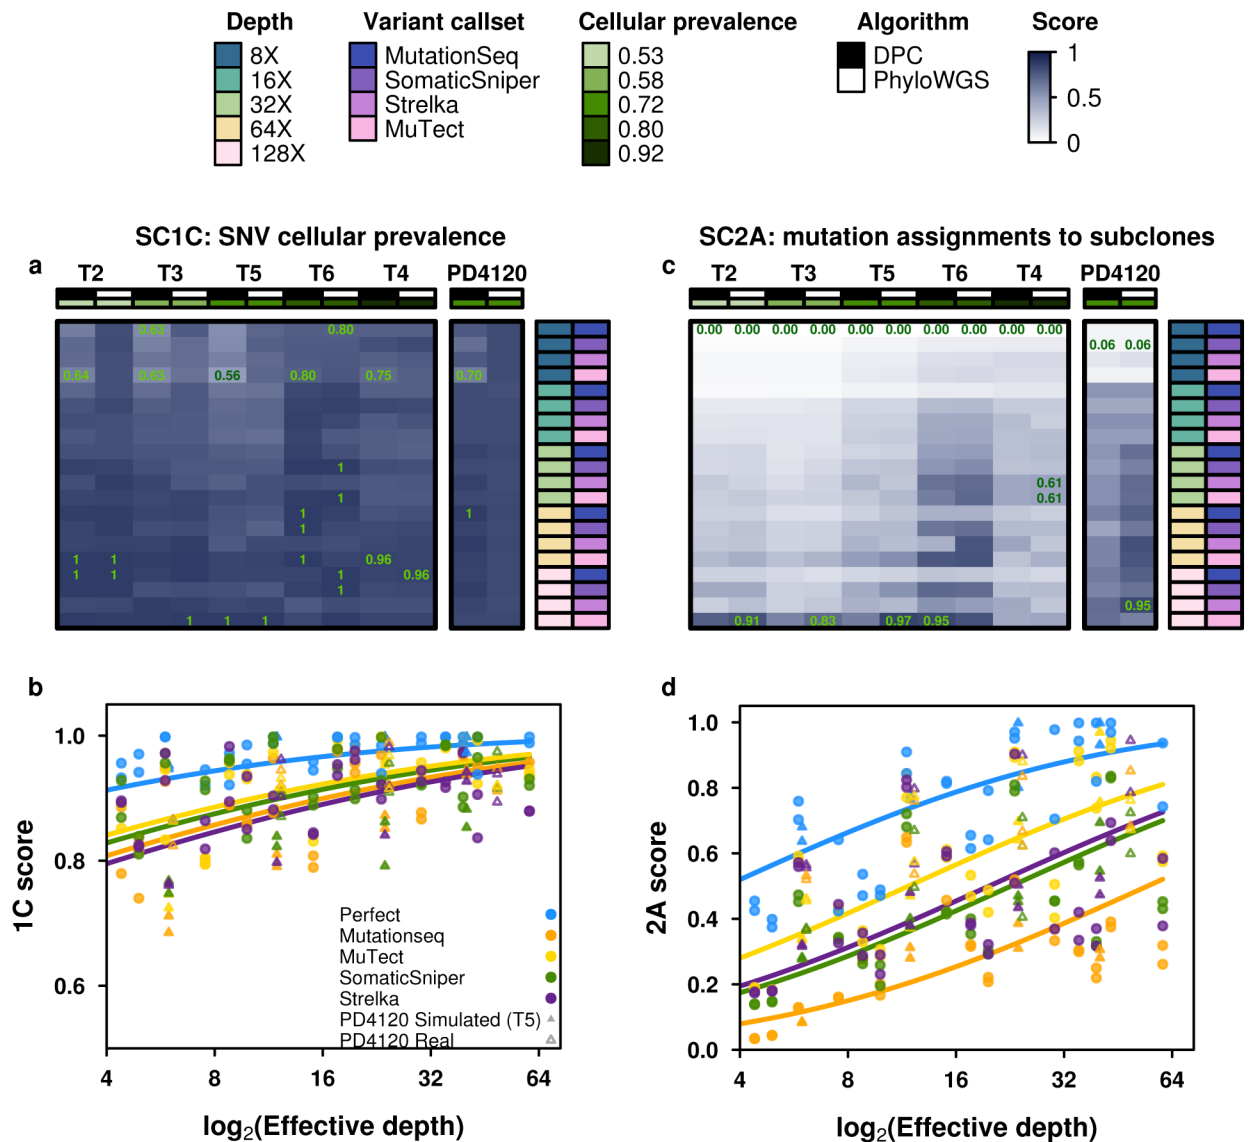 Depth Variant callset Cellular prevalence Algorithm Score
8X MutationSeq 0.53 DPC 1
16X SomaticSniper 0.58 PhyloWGS
32X Strelka 0.72 0.5
64X MuTect 0.80
128X 0.92 0
SC1C: SNV cellular prevalence
a T2 T3 T5 T6 T4 PD4120
0.63 0.80
0.64 0.63 0.56 0.80 0.75 0.70
1
1
1 1
1
1 1 1 0.96
1 1 1 0.96
1
1 1 1
SC2A: mutation assignments to subclones
c T2 T3 T5 T6 T4 PD4120
0.00 0.00 0.00 0.00 0.00 0.00 0.00 0.00 0.00 0.00
0.06 0.06
0.61
0.61
0.95
0.91 0.83 0.97 0.95
b
1C score
1.0
0.8
0.6
Perfect
Mutationseq
MuTect
SomaticSniper
Strelka
PD4120 Simulated (T5)
PD4120 Real
4 8 16 32 64
log2(Effective depth)
d
2A score
1.0
0.8
0.6
0.4
0.2
0.0
4 8 16 32 64
log2(Effective depth)